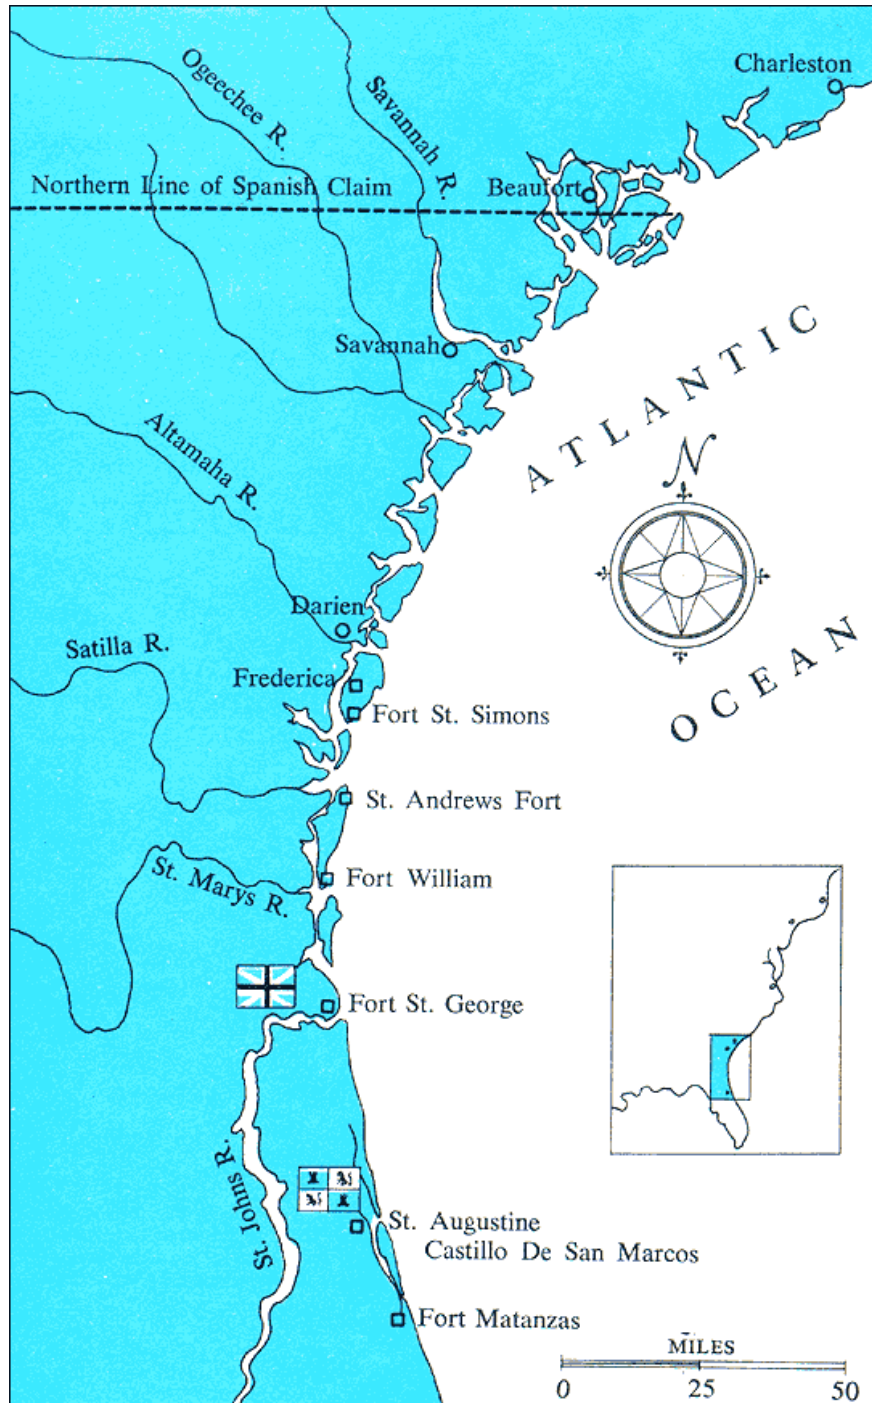 Charleston
Ogeechee R.
Savannah R.
Northern Line of Spanish Claim
Beaufort
Savannah
ATLANTIC
Altamaha R.
N
Darien
OCEAN
Satilla R.
Frederica
Fort St. Simons
St. Andrews Fort
St. Marys R.
Fort William
Fort St. George
St. Johns R.
St. Augustine
Castillo De San Marcos
Fort Matanzas
MILES
0 25 50